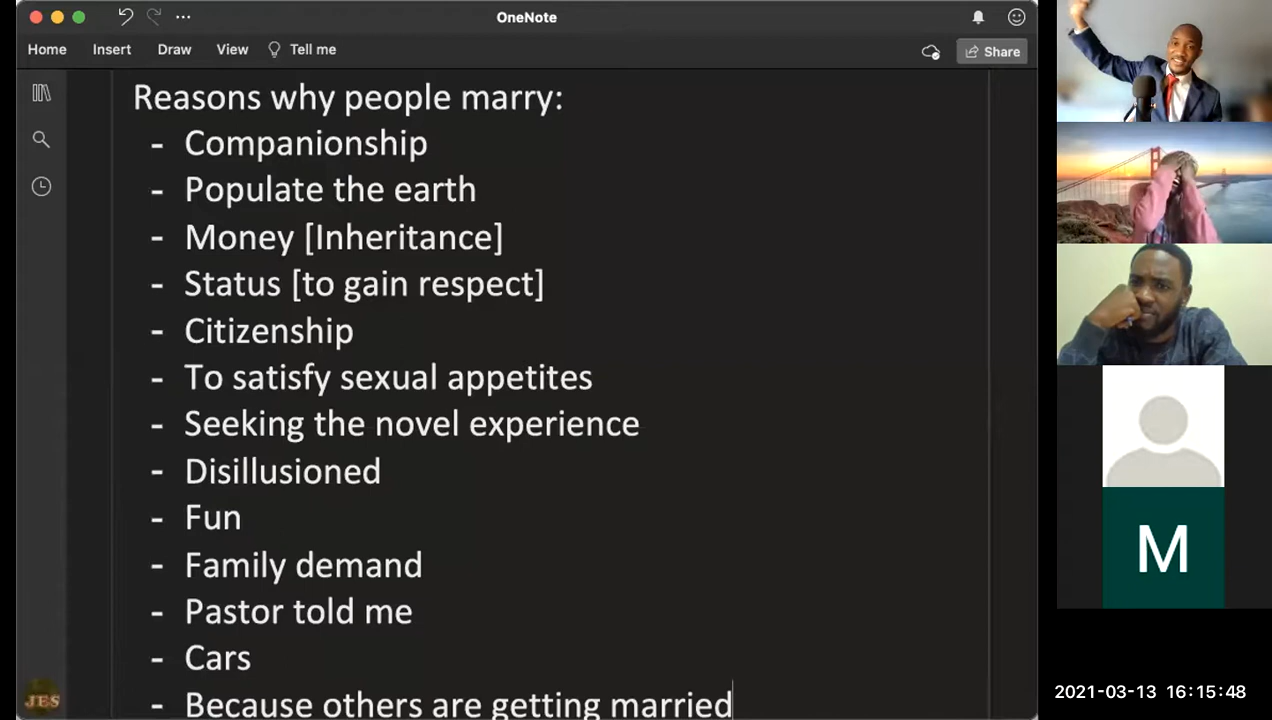 OneNote
Home Insert Draw View Tell me Share
Reasons why people marry:
- Companionship
- Populate the earth
- Money [Inheritance]
- Status [to gain respect]
- Citizenship
- To satisfy sexual appetites
- Seeking the novel experience
- Disillusioned
- Fun
- Family demand
- Pastor told me
- Cars
- Because others are getting married
JES
M
2021-03-13 16:15:48